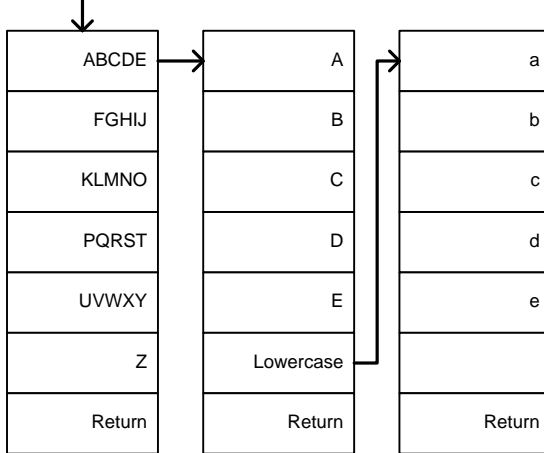 ABCDE
FGHIJ
KLMNO
PQRST
UVWXY
Z
Return
A
B
C
D
E
Lowercase
Return
a
b
c
d
e
Return